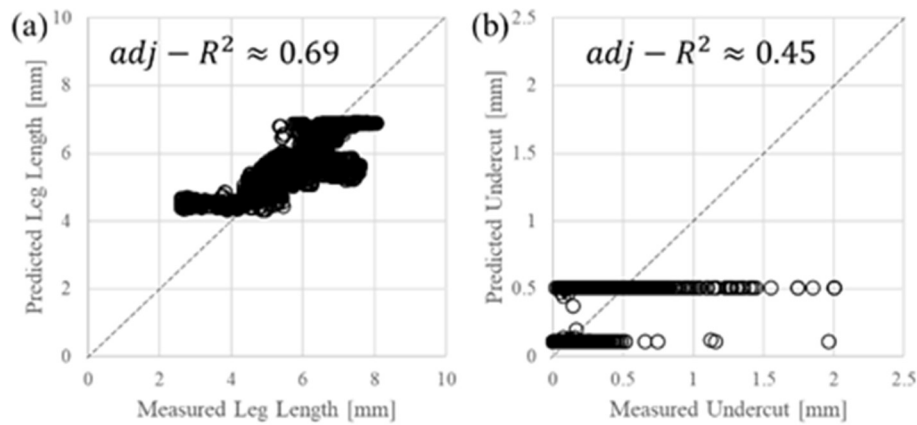 (a)
adj − R² ≈ 0.69
Predicted Leg Length [mm]
10
8
6
4
2
0
0 2 4 6 8 10
Measured Leg Length [mm]
(b)
adj − R² ≈ 0.45
Predicted Undercut [mm]
2.5
2
1.5
1
0.5
0
0 0.5 1 1.5 2 2.5
Measured Undercut [mm]